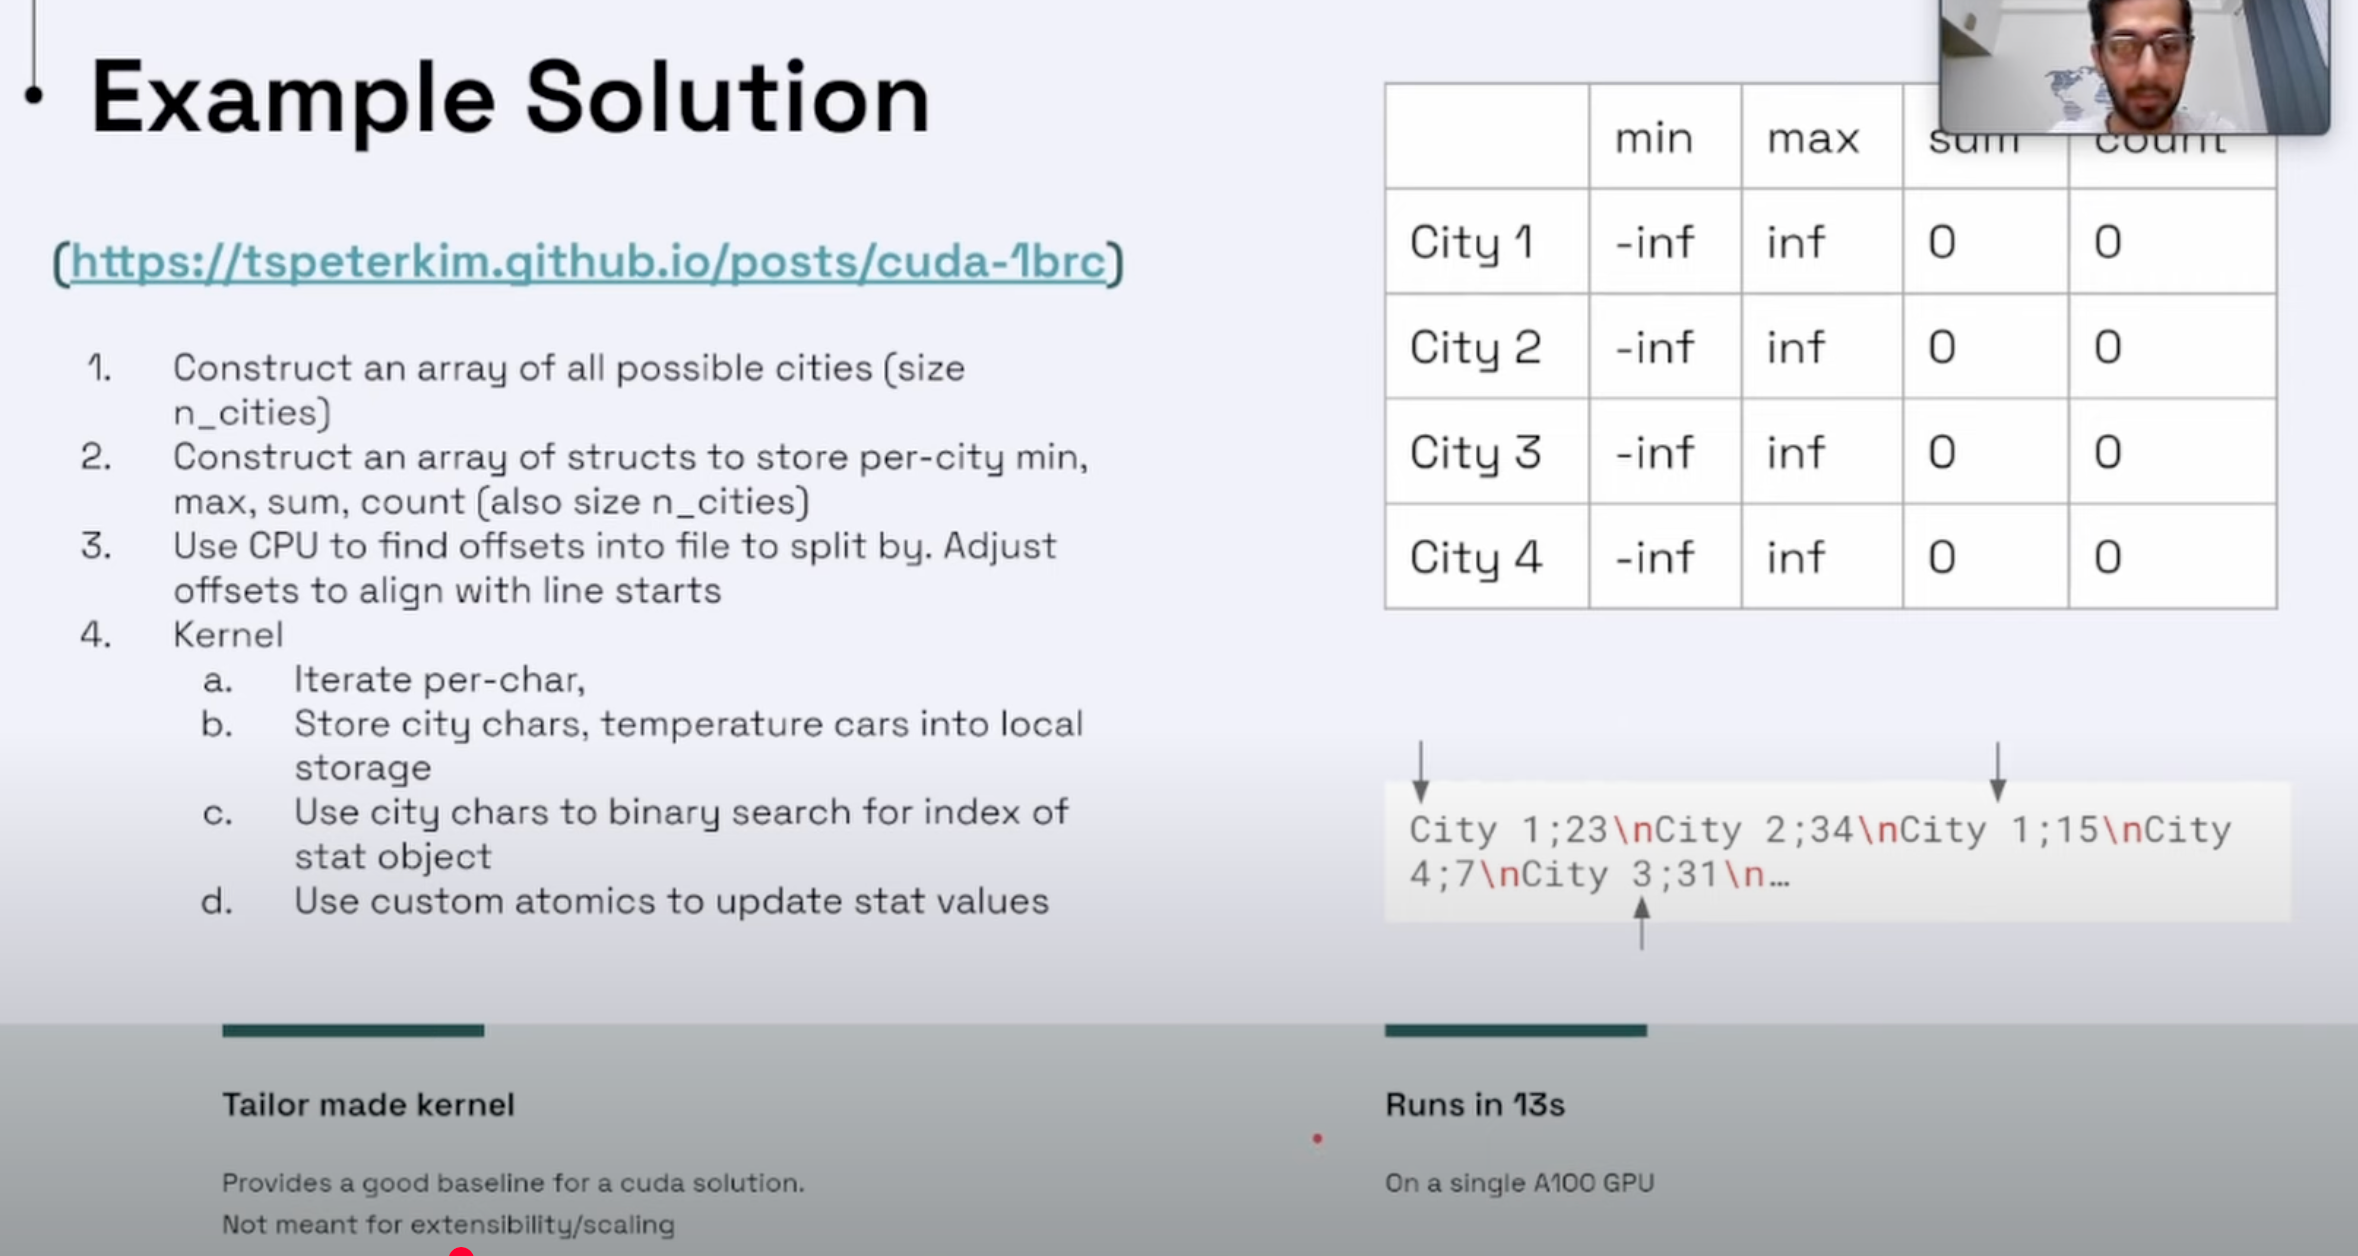 Example Solution
(https://tspeterkim.github.io/posts/cuda-1brc)
1. Construct an array of all possible cities (size
n_cities)
2. Construct an array of structs to store per-city min,
max, sum, count (also size n_cities)
3. Use CPU to find offsets into file to split by. Adjust
offsets to align with line starts
4. Kernel
a. Iterate per-char,
b. Store city chars, temperature cars into local
storage
c. Use city chars to binary search for index of
stat object
d. Use custom atomics to update stat values
min max sum count
City 1 -inf inf 0 0
City 2 -inf inf 0 0
City 3 -inf inf 0 0
City 4 -inf inf 0 0
City 1;23\nCity 2;34\nCity 1;15\nCity
4;7\nCity 3;31\n…
Tailor made kernel
Provides a good baseline for a cuda solution.
Not meant for extensibility/scaling
Runs in 13s
On a single A100 GPU